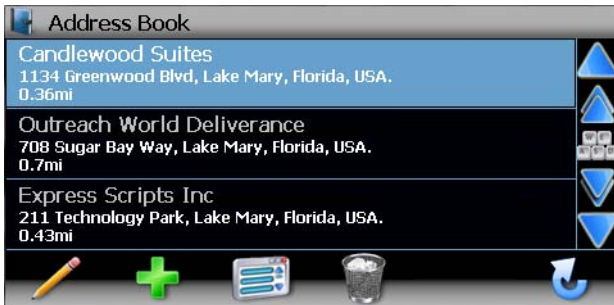 Address Book
Candlewood Suites
1134 Greenwood Blvd, Lake Mary, Florida, USA.
0.36mi
Outreach World Deliverance
708 Sugar Bay Way, Lake Mary, Florida, USA.
0.7mi
Express Scripts Inc
211 Technology Park, Lake Mary, Florida, USA.
0.43mi